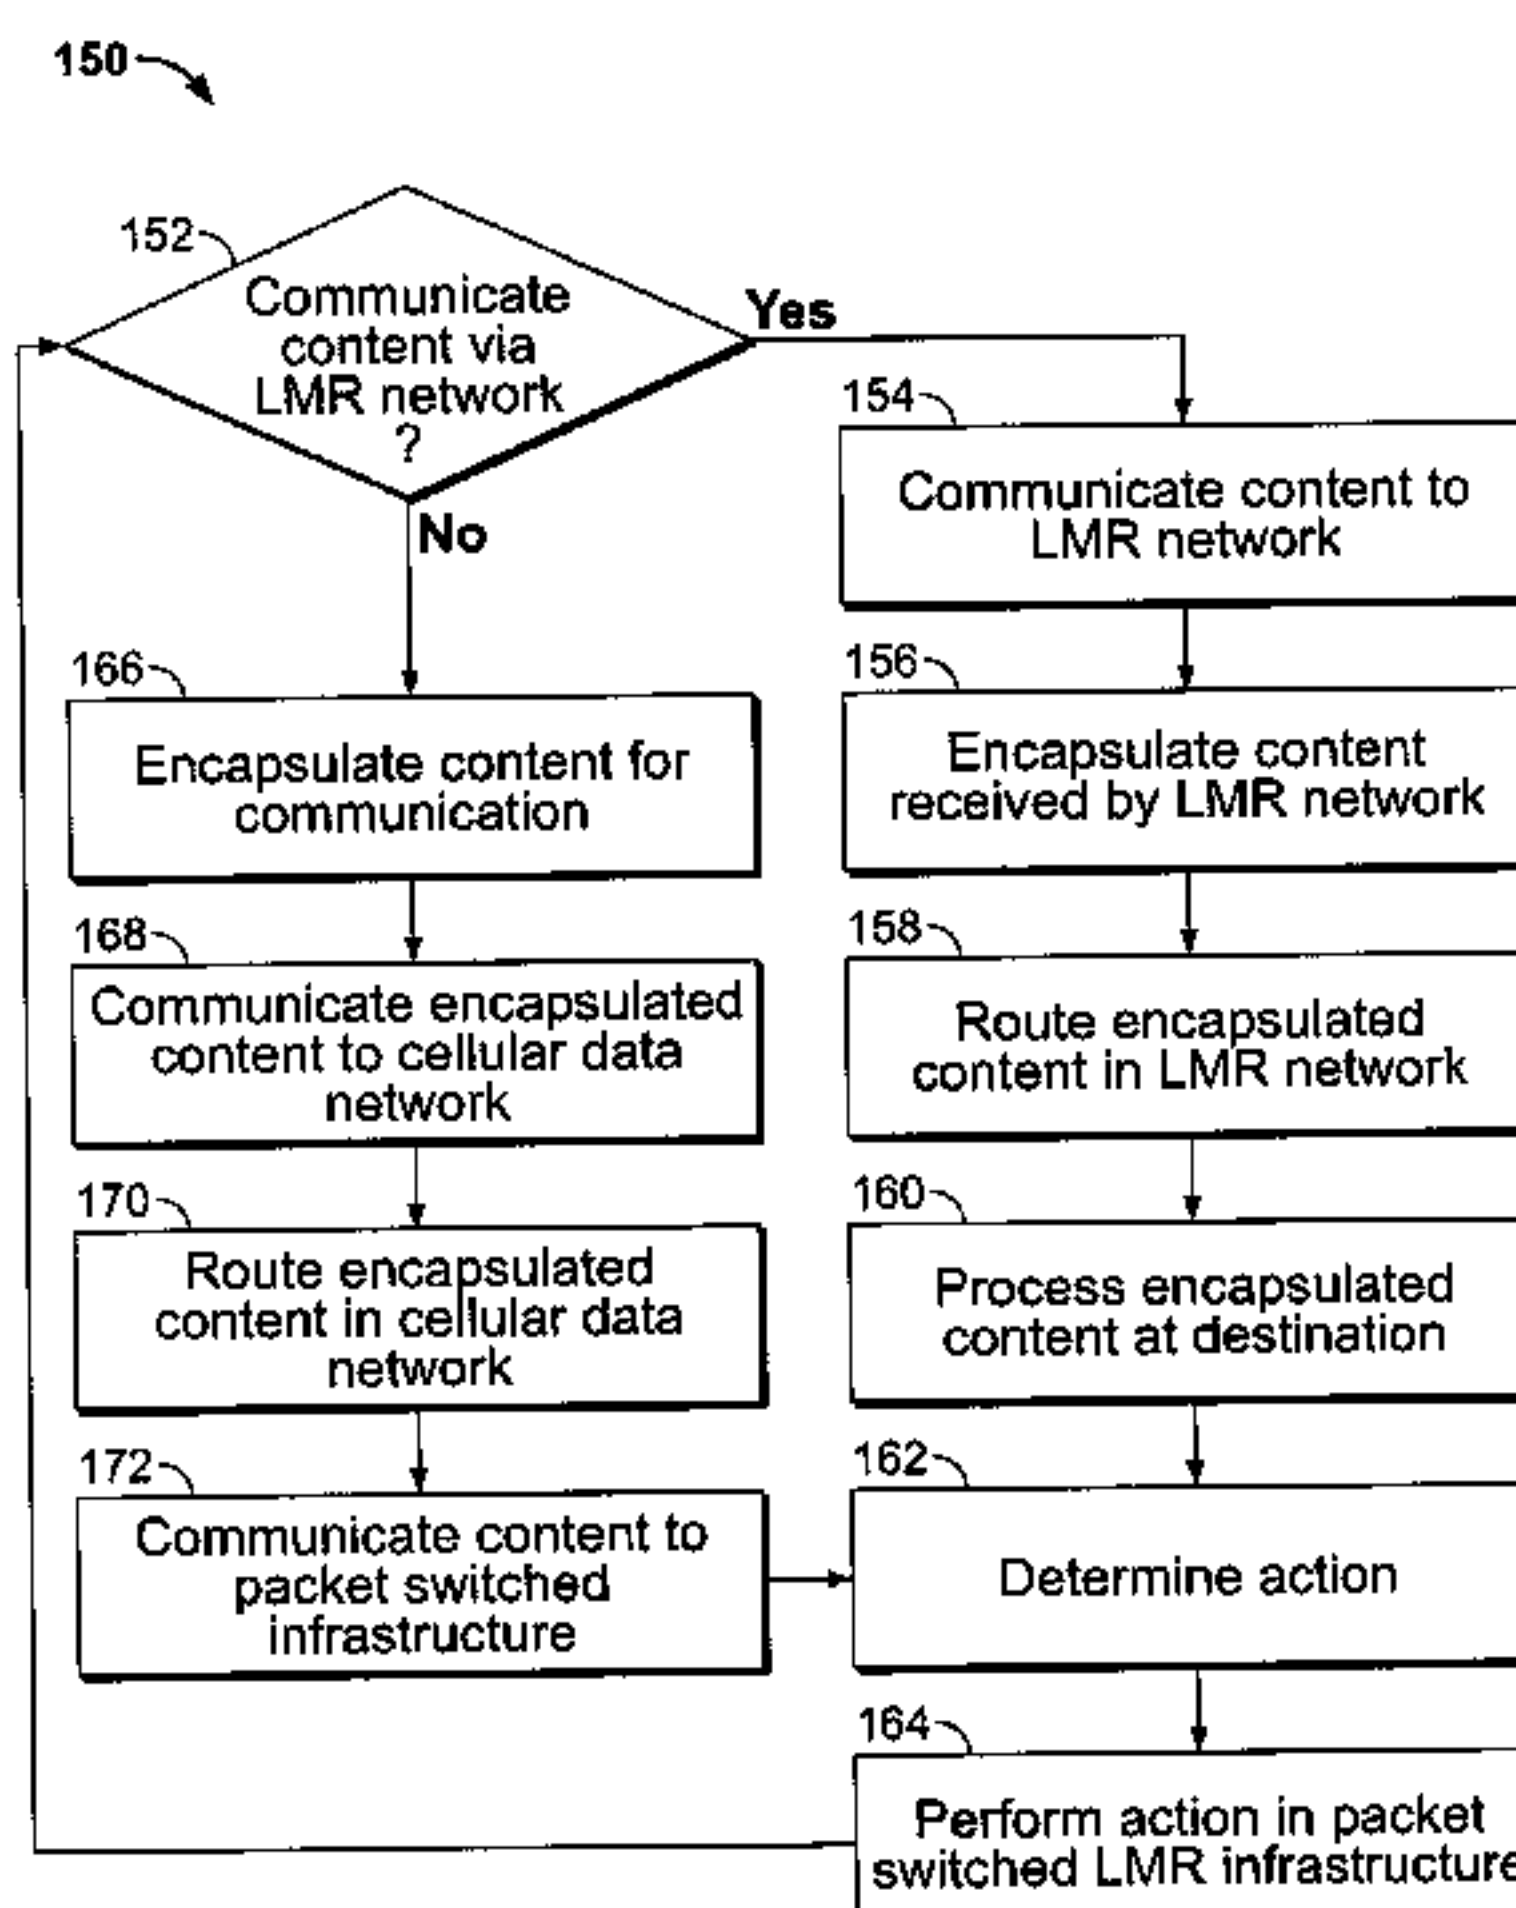 150
152
Communicate
content via
LMR network
?
Yes
No
154
Communicate content to
LMR network
166
Encapsulate content for
communication
156
Encapsulate content
received by LMR network
168
Communicate encapsulated
content to cellular data
network
158
Route encapsulated
content in LMR network
170
Route encapsulated
content in cellular data
network
160
Process encapsulated
content at destination
172
Communicate content to
packet switched
infrastructure
162
Determine action
164
Perform action in packet
switched LMR infrastructure